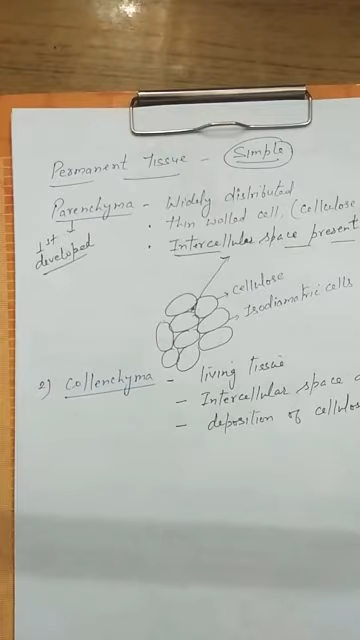 Permanent Tissue - Simple
Parenchyma - Widely distributed
• thin walled cell, (Cellulose
1st developed
• Intercellular space present
cellulose
Isodiametric cells
2) Collenchyma - living tissue
- Intercellular space
- deposition of